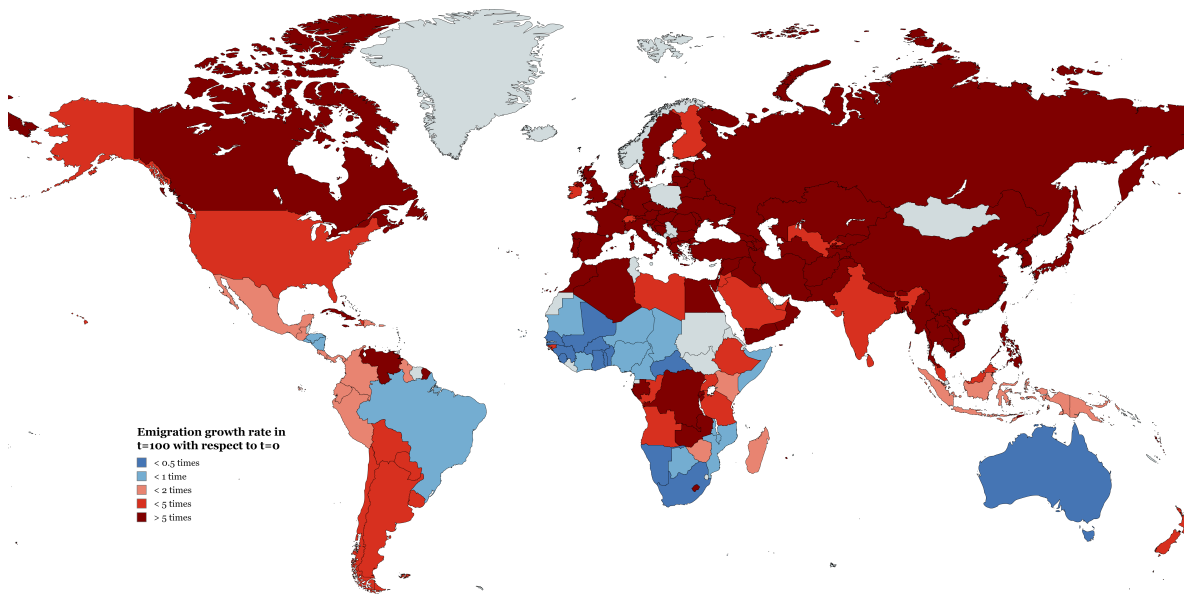 Emigration growth rate in
t=100 with respect to t=0
< 0.5 times
< 1 time
< 2 times
< 5 times
> 5 times